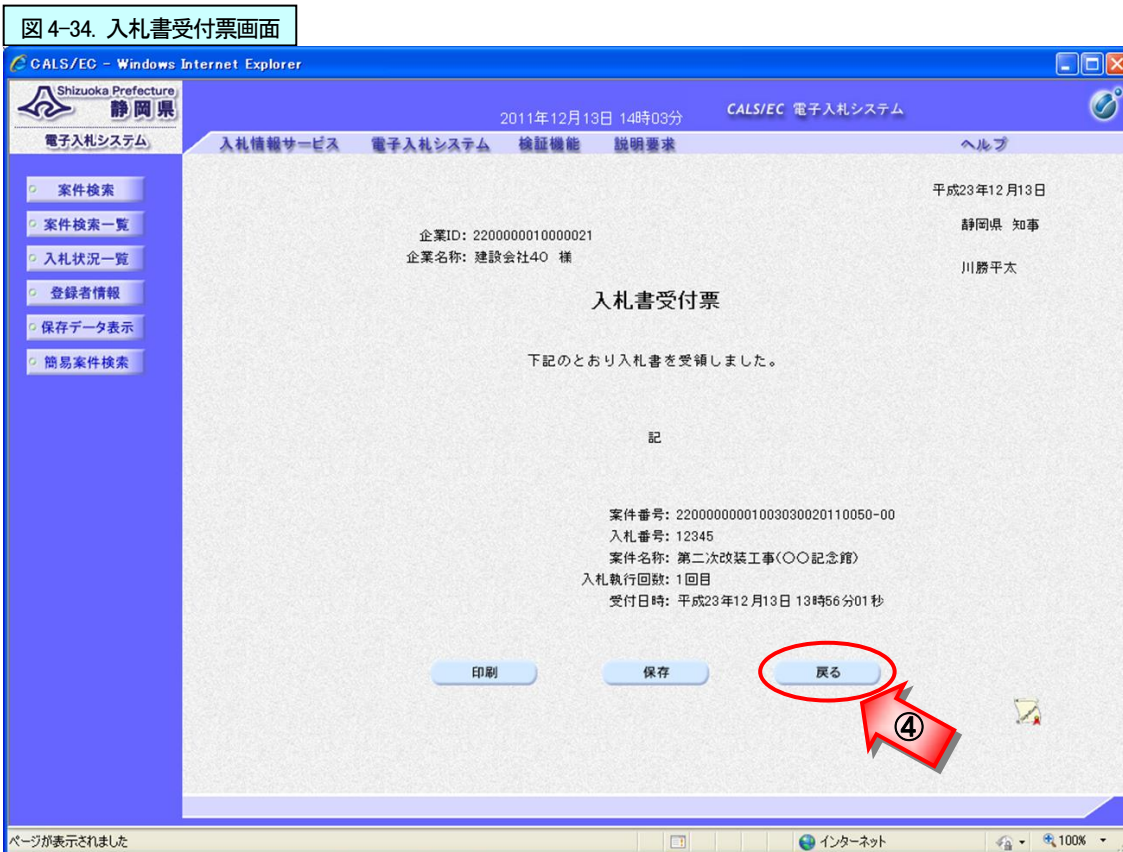 図 4-34. 入札書受付票画面
CALS/EC - Windows Internet Explorer
Shizuoka Prefecture
静岡県
電子入札システム
2011年12月13日 14時03分
CALS/EC 電子入札システム
入札情報サービス 電子入札システム 検証機能 説明要求 ヘルプ
案件検索
案件検索一覧
入札状況一覧
登録者情報
保存データ表示
簡易案件検索
平成23年12月13日
静岡県 知事
川勝平太
企業ID: 2200000010000021
企業名称: 建設会社40 様
入札書受付票
下記のとおり入札書を受領しました。
記
案件番号: 22000000001003030020110050-00
入札番号: 12345
案件名称: 第二次改装工事(〇〇記念館)
入札執行回数: 1回目
受付日時: 平成23年12月13日 13時56分01秒
印刷 保存 戻る
④
ページが表示されました インターネット 100%